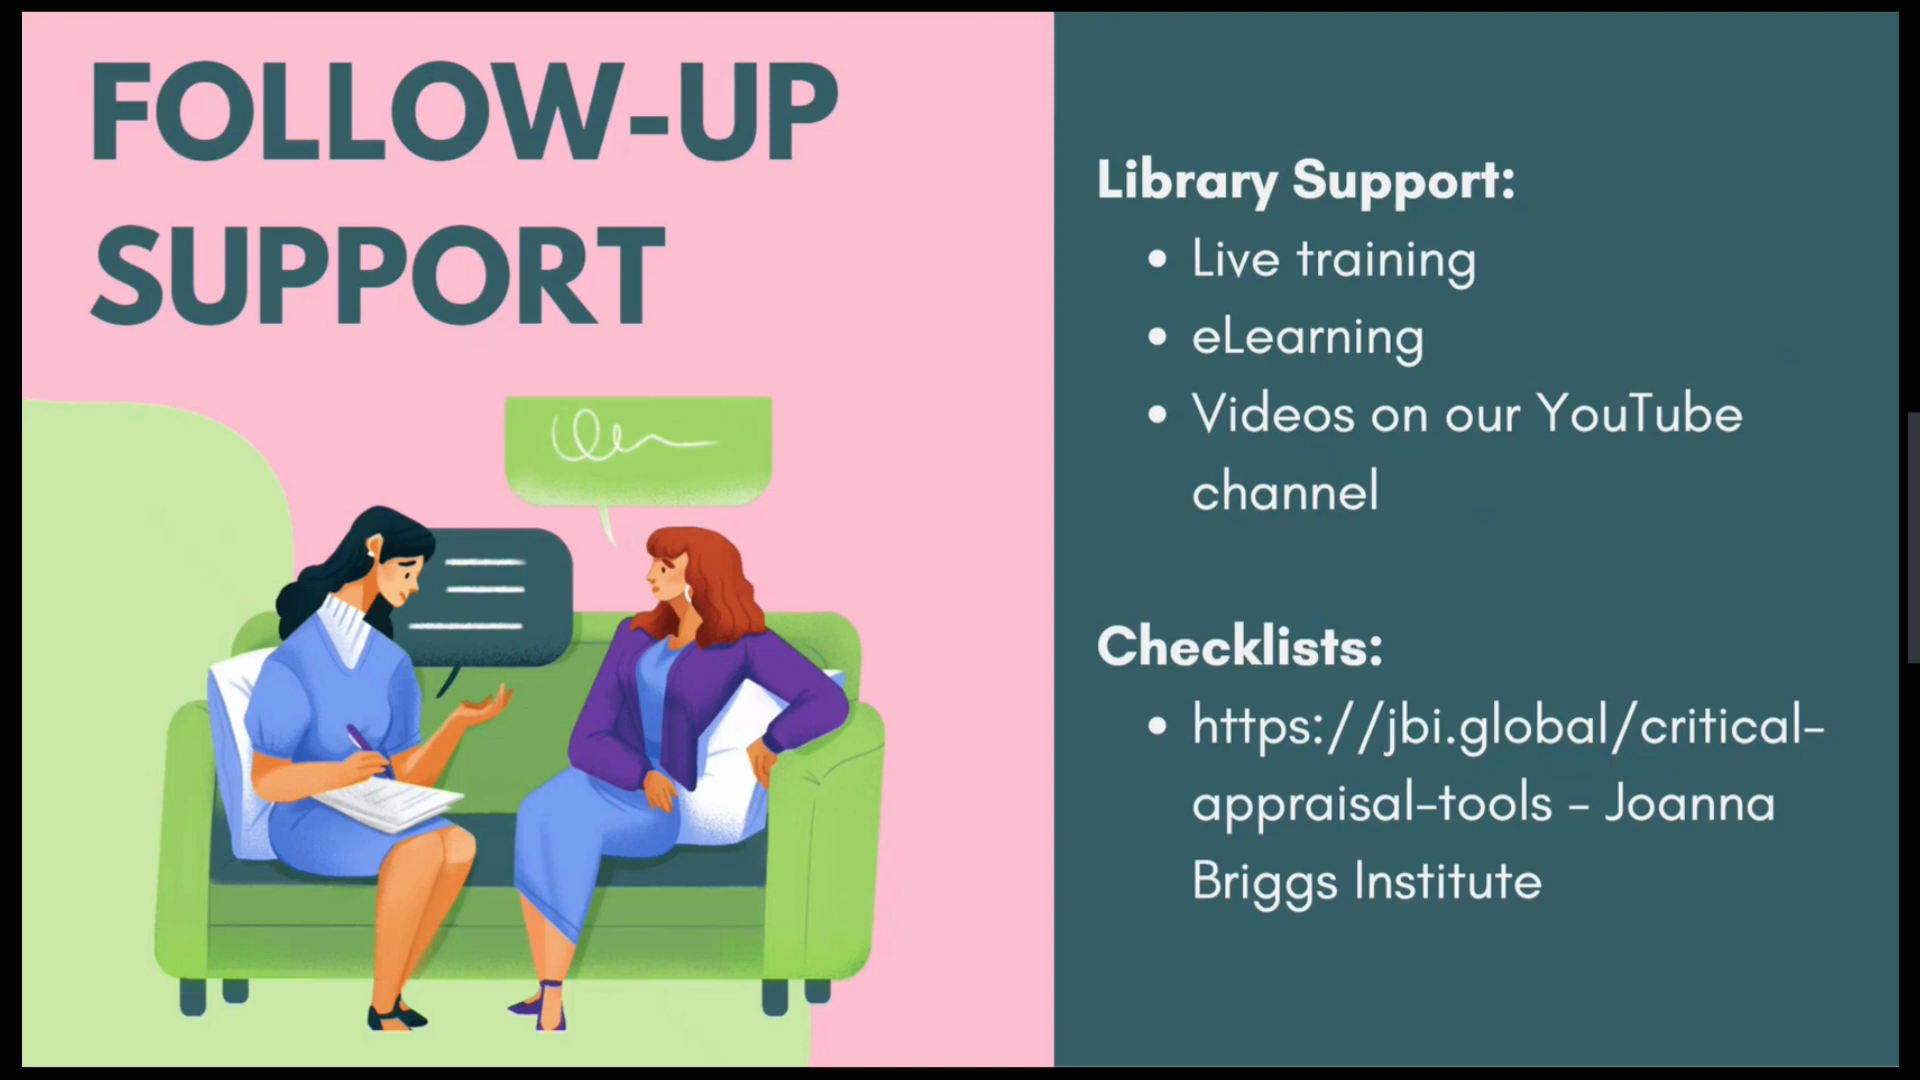 FOLLOW-UP
SUPPORT
Library Support:
• Live training
• eLearning
• Videos on our YouTube
channel
Checklists:
• https://jbi.global/critical-
appraisal-tools - Joanna
Briggs Institute